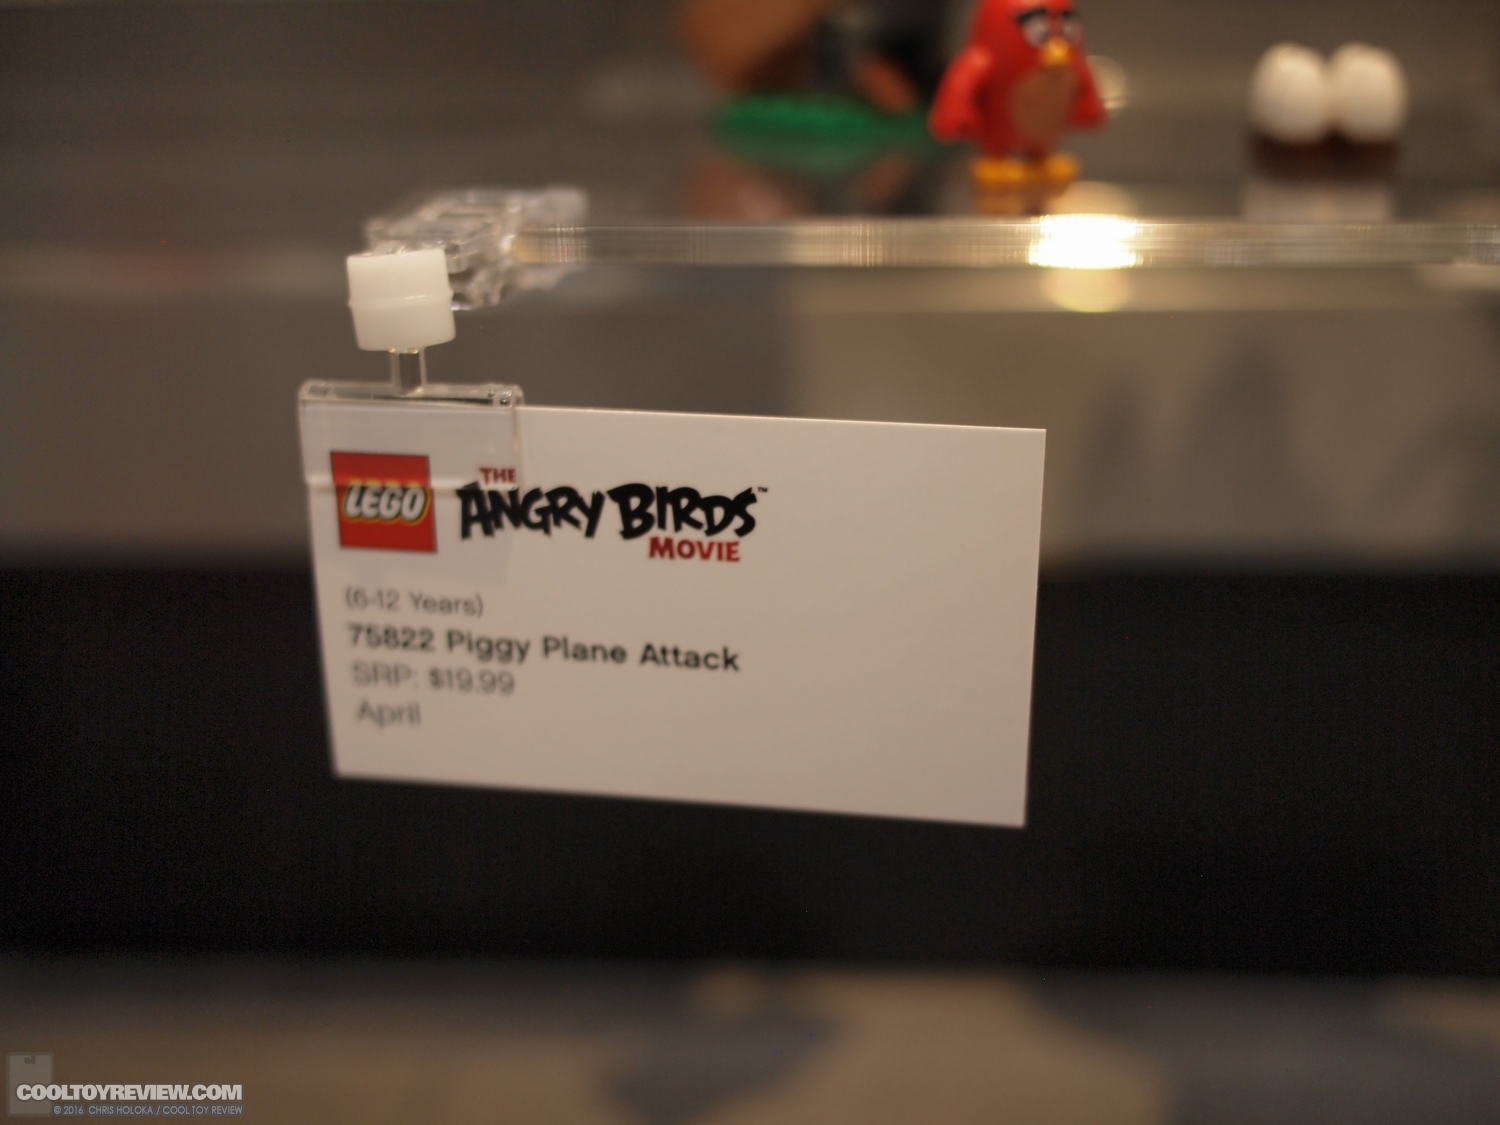 LEGO
THE
ANGRY BIRDS™
MOVIE
(6-12 Years)
75822 Piggy Plane Attack
SRP: $19.99
April
COOLTOYREVIEW.COM
© 2016 CHRIS HOLOKA / COOL TOY REVIEW